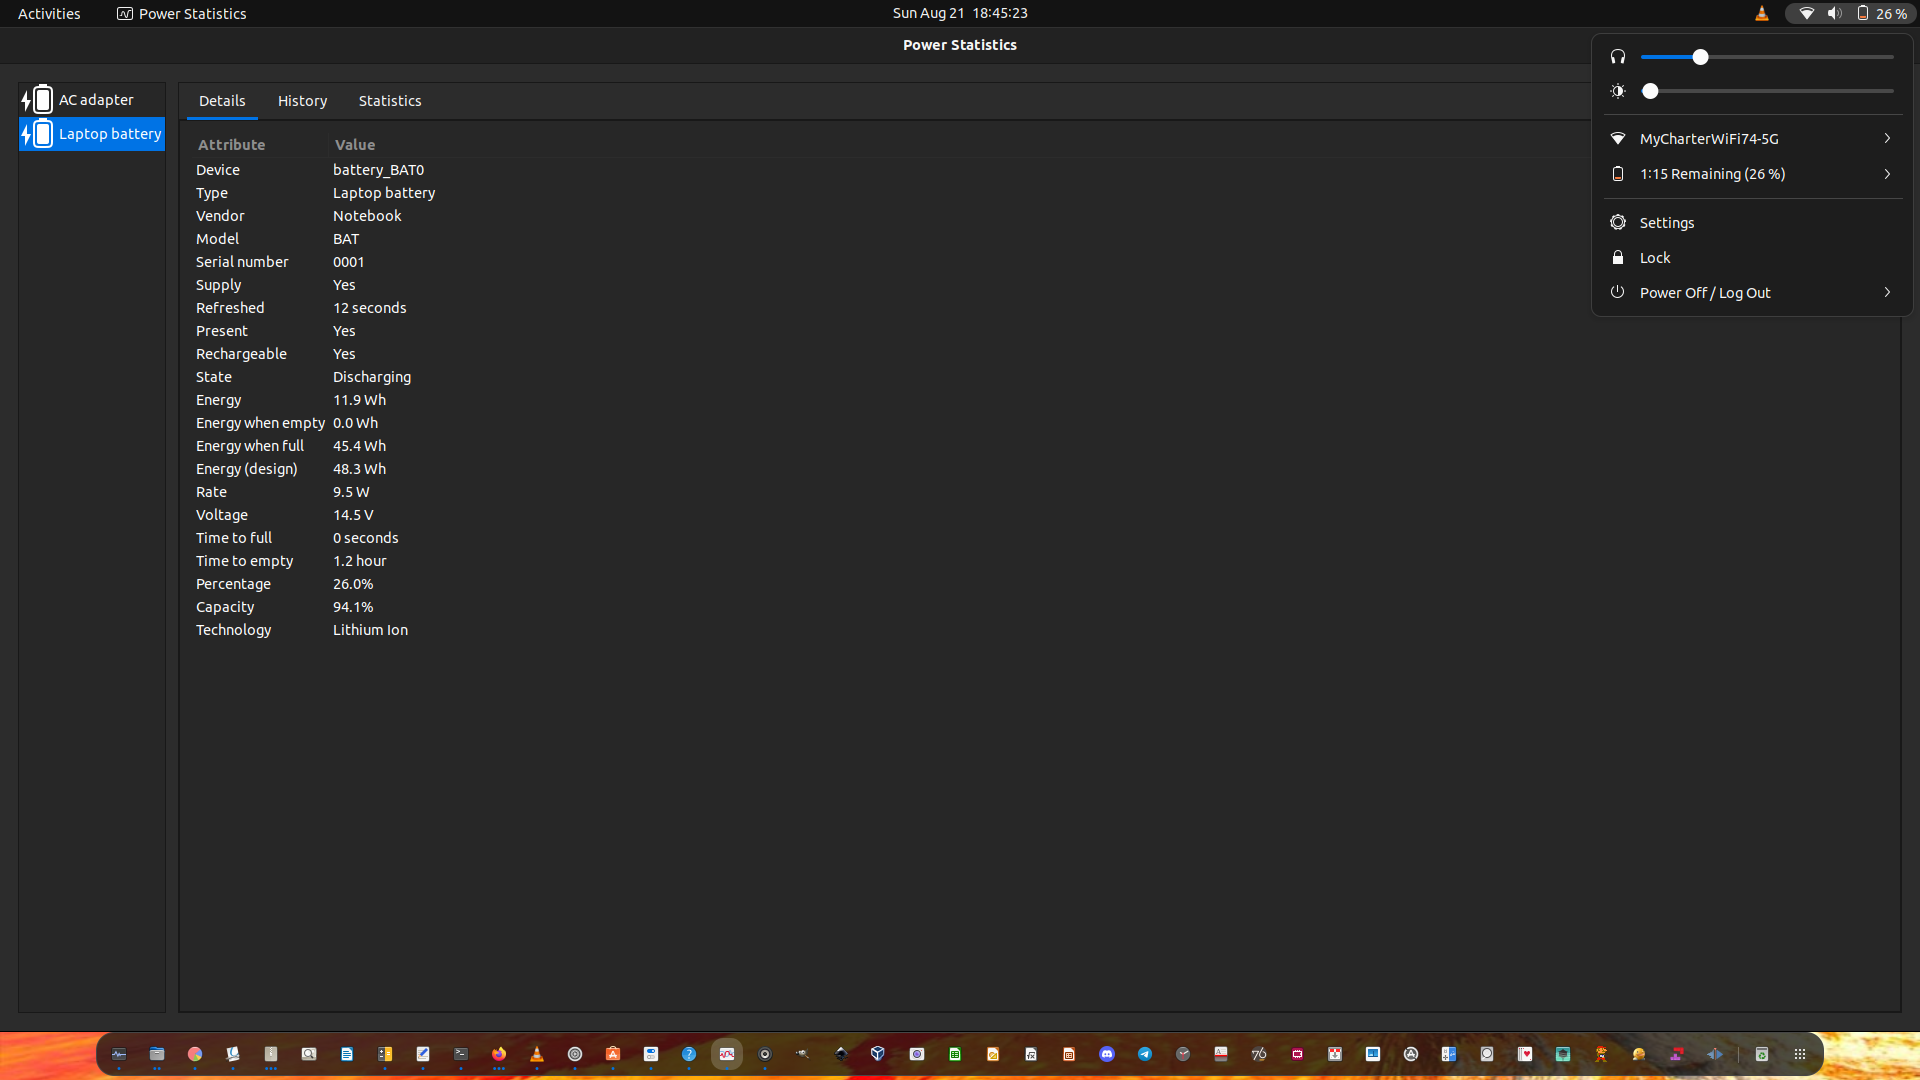 Activities
Power Statistics
Sun Aug 21 18:45:23
26 %
Power Statistics
AC adapter
Laptop battery
Details
History
Statistics
Attribute Value
Device battery_BAT0
Type Laptop battery
Vendor Notebook
Model BAT
Serial number 0001
Supply Yes
Refreshed 12 seconds
Present Yes
Rechargeable Yes
State Discharging
Energy 11.9 Wh
Energy when empty 0.0 Wh
Energy when full 45.4 Wh
Energy (design) 48.3 Wh
Rate 9.5 W
Voltage 14.5 V
Time to full 0 seconds
Time to empty 1.2 hour
Percentage 26.0%
Capacity 94.1%
Technology Lithium Ion
MyCharterWiFi74-5G
1:15 Remaining (26 %)
Settings
Lock
Power Off / Log Out
76